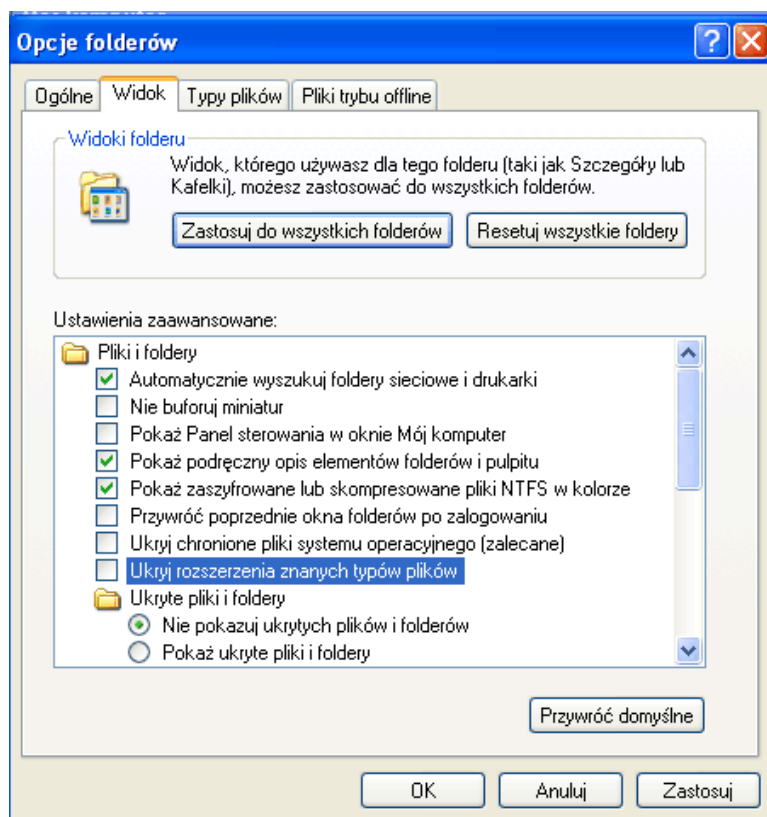 Opcje folderów
Ogólne Widok Typy plików Pliki trybu offline
Widoki folderu
Widok, którego używasz dla tego folderu (taki jak Szczegóły lub
Kafelki), możesz zastosować do wszystkich folderów.
Zastosuj do wszystkich folderów Resetuj wszystkie foldery
Ustawienia zaawansowane:
Pliki i foldery
Automatycznie wyszukuj foldery sieciowe i drukarki
Nie buforuj miniatur
Pokaż Panel sterowania w oknie Mój komputer
Pokaż podręczny opis elementów folderów i pulpitu
Pokaż zaszyfrowane lub skompresowane pliki NTFS w kolorze
Przywróć poprzednie okna folderów po zalogowaniu
Ukryj chronione pliki systemu operacyjnego (zalecane)
Ukryj rozszerzenia znanych typów plików
Ukryte pliki i foldery
Nie pokazuj ukrytych plików i folderów
Pokaż ukryte pliki i foldery
Przywróć domyślne
OK Anuluj Zastosuj